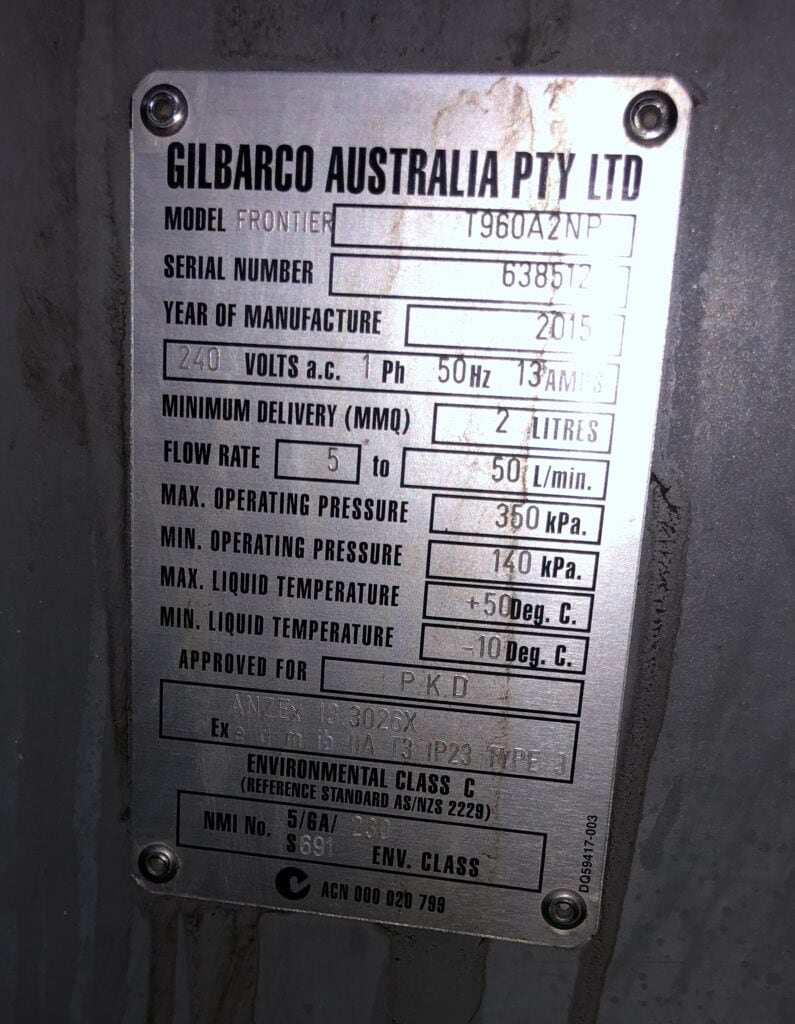 GILBARCO AUSTRALIA PTY LTD
MODEL FRONTIER T960A2NP
SERIAL NUMBER 638512
YEAR OF MANUFACTURE 2015
240 VOLTS a.c. 1 Ph 50 Hz 13 AMPS
MINIMUM DELIVERY (MMQ) 2 LITRES
FLOW RATE 5 to 50 L/min.
MAX. OPERATING PRESSURE 350 kPa.
MIN. OPERATING PRESSURE 140 kPa.
MAX. LIQUID TEMPERATURE +50 Deg. C.
MIN. LIQUID TEMPERATURE -10 Deg. C.
APPROVED FOR P.K.D
ANZEx 13.3026X
Ex e d m ib IIA T3 IP23 TYPE 3
ENVIRONMENTAL CLASS C
(REFERENCE STANDARD AS/NZS 2229)
NMI No. 5/6A/
S691 ENV. CLASS
ACN 000 020 799
DQ59417-003